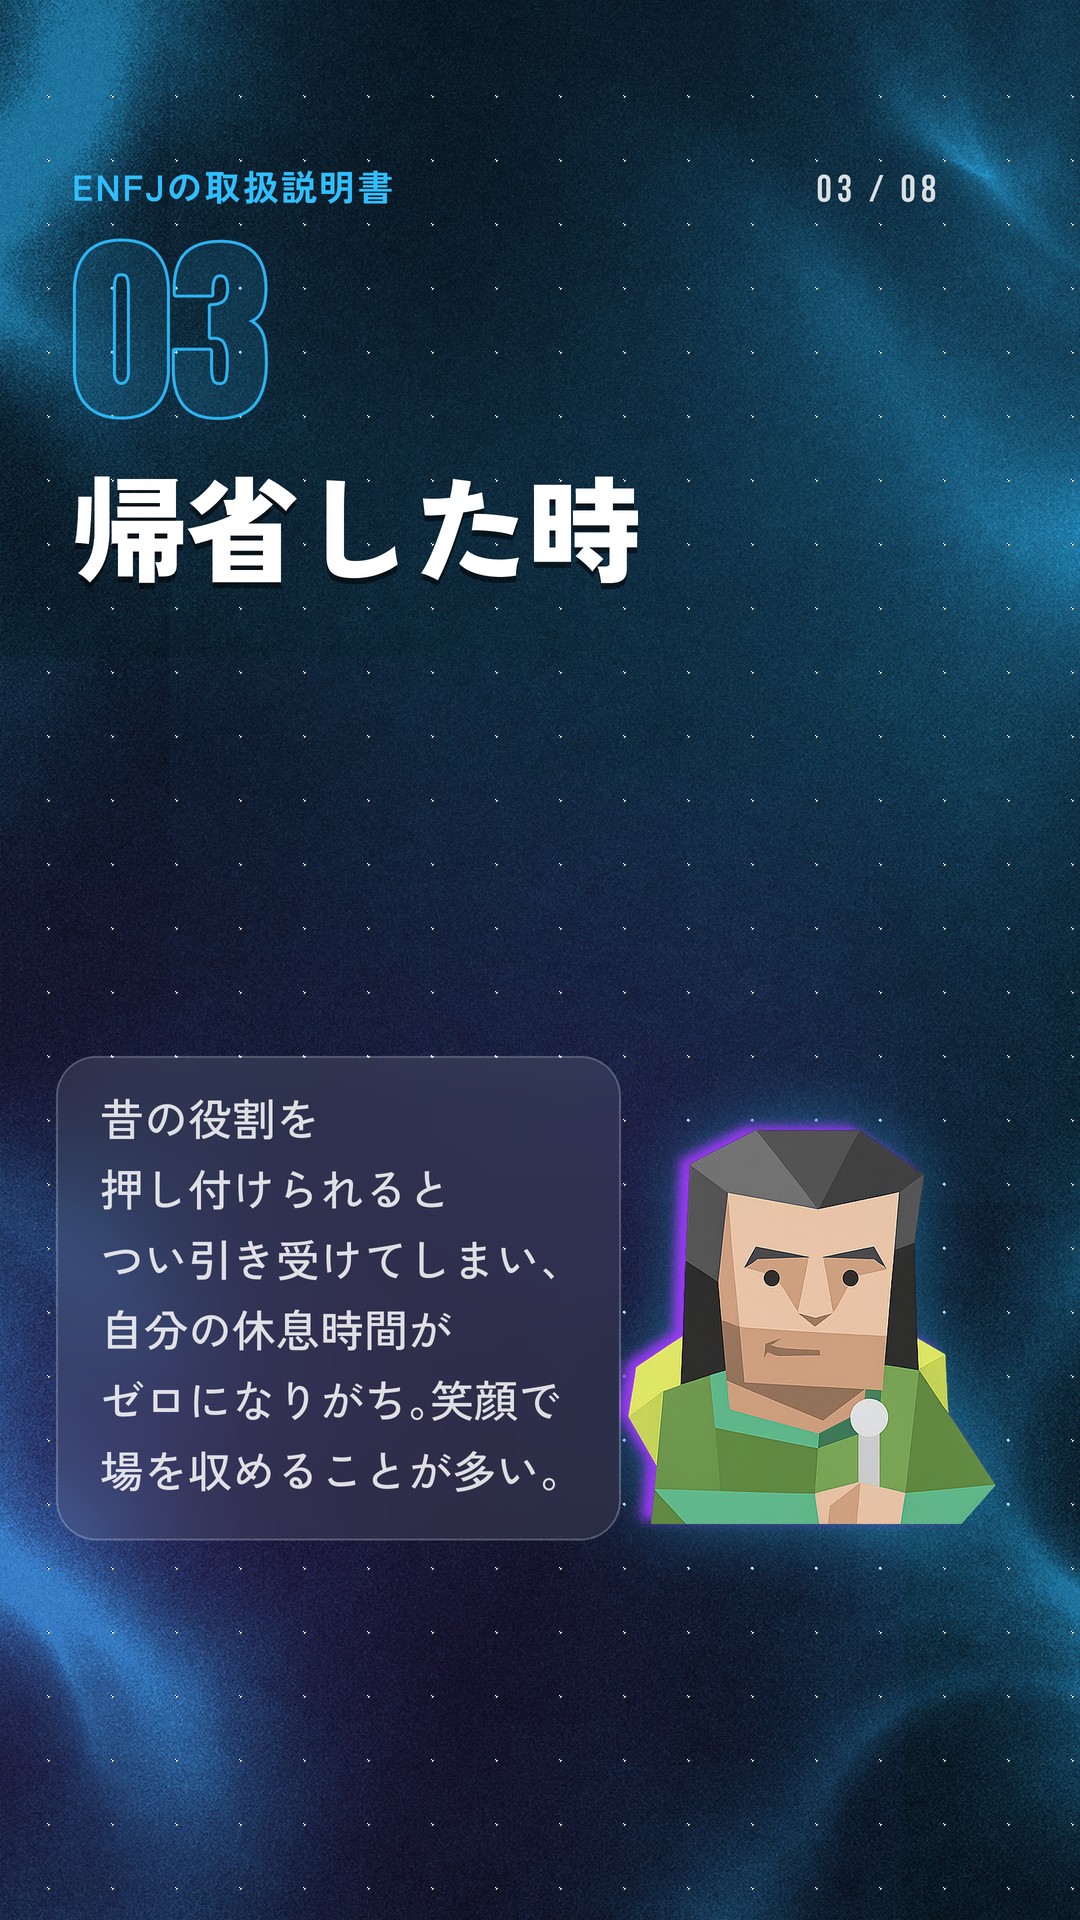 ENFJの取扱説明書
03 / 08
03
帰省した時
昔の役割を
押し付けられると
つい引き受けてしまい、
自分の休息時間が
ゼロになりがち。笑顔で
場を収めることが多い。